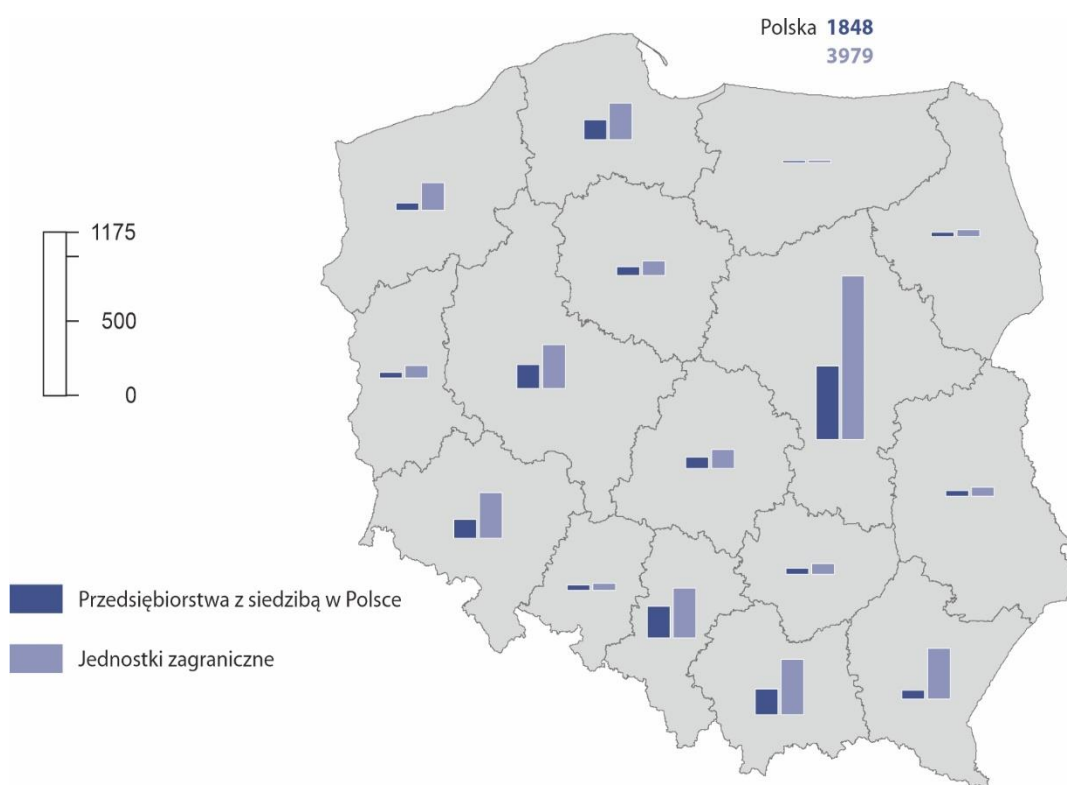 Polska 1848
3979
1175
500
0
Przedsiębiorstwa z siedzibą w Polsce
Jednostki zagraniczne